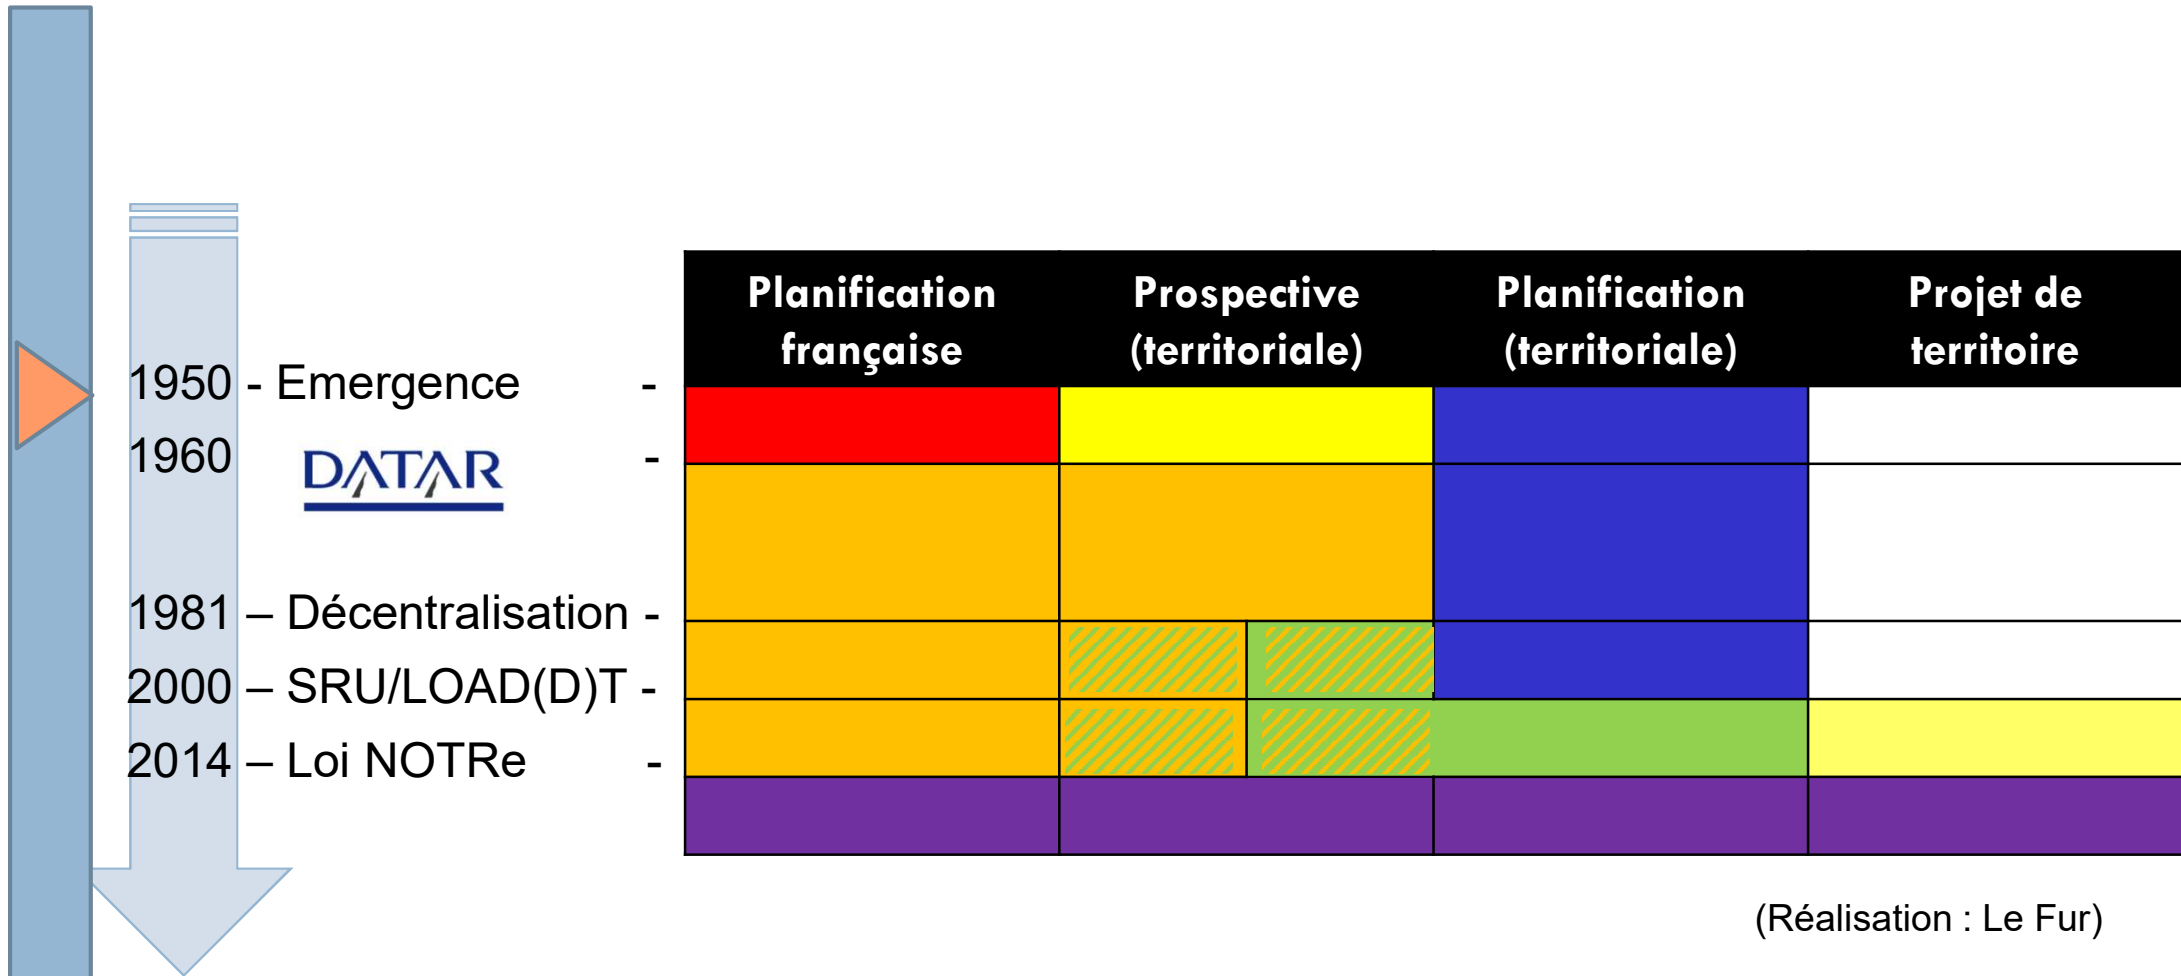 Planification
française
Prospective
(territoriale)
Planification
(territoriale)
Projet de
territoire
1950 - Emergence -
1960 -
DATAR
1981 – Décentralisation -
2000 – SRU/LOAD(D)T -
2014 – Loi NOTRe -
(Réalisation : Le Fur)